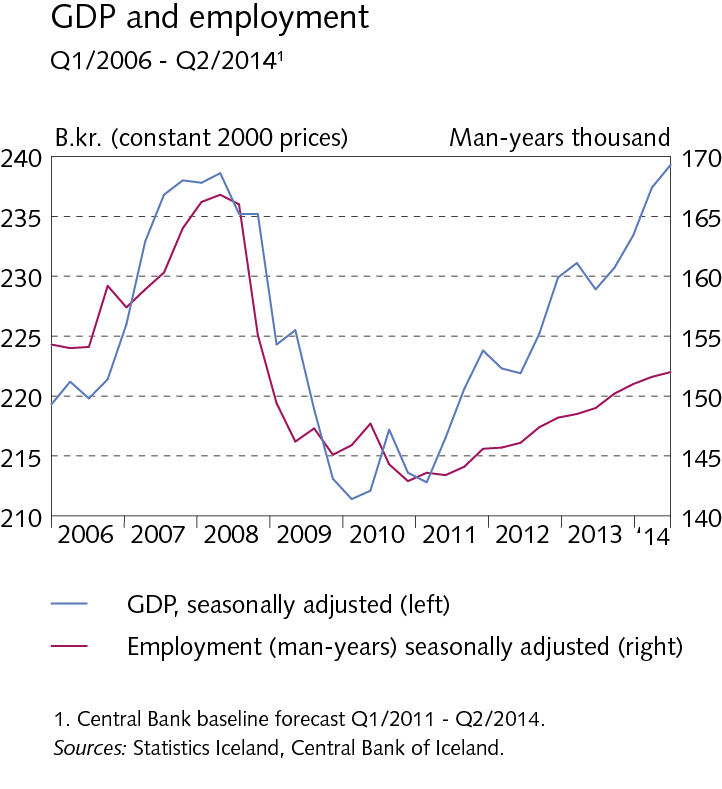 GDP and employment
Q1/2006 - Q2/2014¹
B.kr. (constant 2000 prices) Man-years thousand
240 170
235 165
230 160
225 155
220 150
215 145
210 140
2006 2007 2008 2009 2010 2011 2012 2013 ‘14
GDP, seasonally adjusted (left)
Employment (man-years) seasonally adjusted (right)
1. Central Bank baseline forecast Q1/2011 - Q2/2014.
Sources: Statistics Iceland, Central Bank of Iceland.